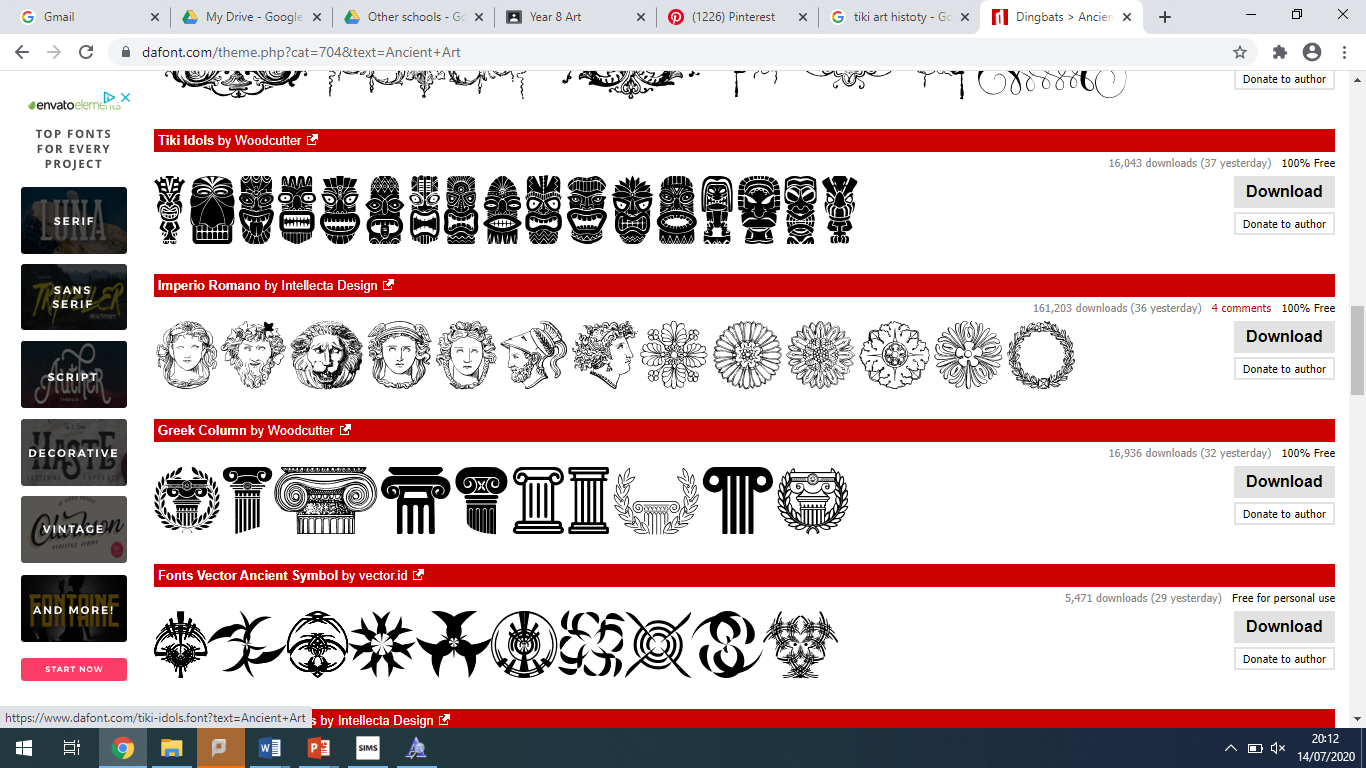 Gmail
My Drive - Google
Other schools - Go
Year 8 Art
(1226) Pinterest
tiki art histoty - Go
Dingbats > Ancien
dafont.com/theme.php?cat=704&text=Ancient+Art
Donate to author
envatoelements
TOP FONTS
FOR EVERY
PROJECT
LUNA
SERIF
SANS
SERIF
SCRIPT
HASTE
DECORATIVE
VINTAGE
FONTAINE
AND MORE!
START NOW
Tiki Idols by Woodcutter
16,043 downloads (37 yesterday) 100% Free
Download
Donate to author
Imperio Romano by Intellecta Design
161,203 downloads (36 yesterday) 4 comments 100% Free
Download
Donate to author
Greek Column by Woodcutter
16,936 downloads (32 yesterday) 100% Free
Download
Donate to author
Fonts Vector Ancient Symbol by vector.id
5,471 downloads (29 yesterday) Free for personal use
Download
Donate to author
https://www.dafont.com/tiki-idols.font?text=Ancient+Art
s by Intellecta Design
SIMS
20:12
14/07/2020